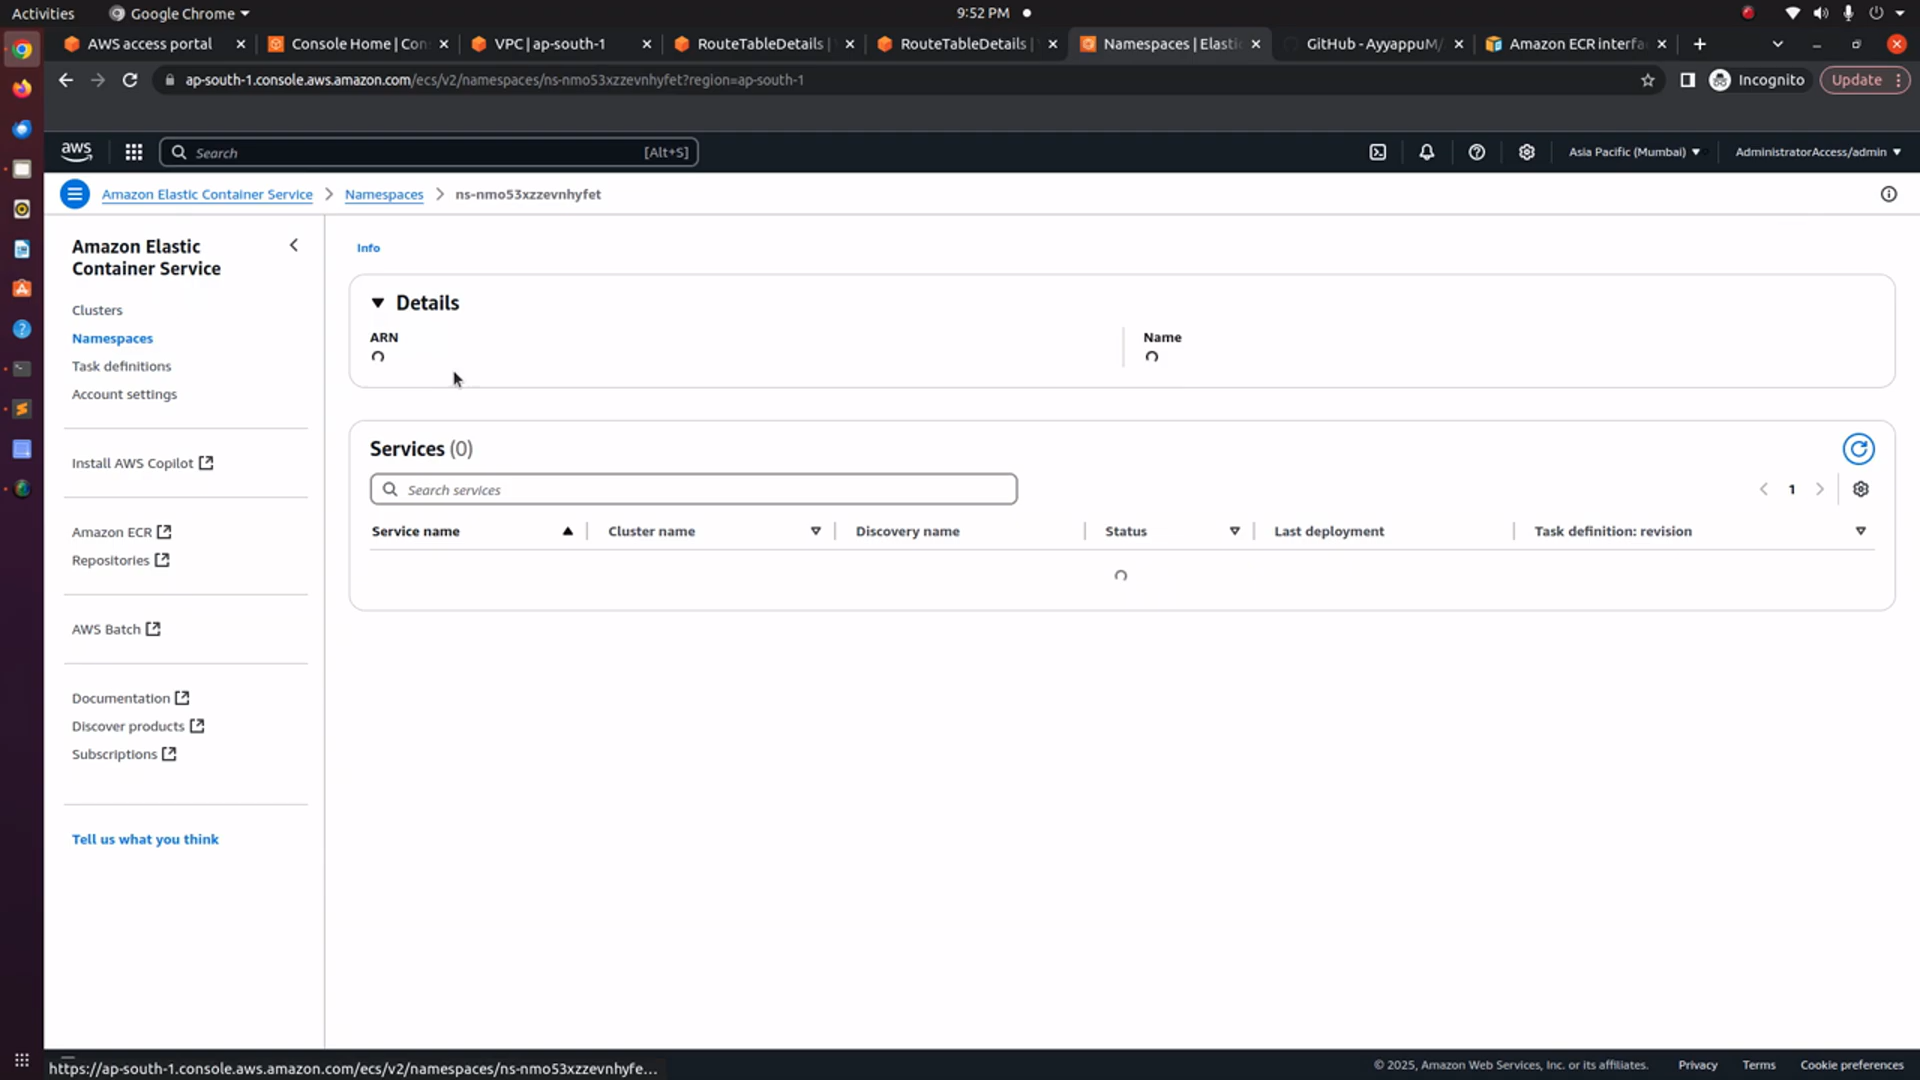 Activities
Google Chrome
9:52 PM
AWS access portal
Console Home | Con
VPC | ap-south-1
RouteTableDetails |
RouteTableDetails |
Namespaces | Elastic
GitHub - AyyappuM/
Amazon ECR interfa
ap-south-1.console.aws.amazon.com/ecs/v2/namespaces/ns-nmo53xzzevnhyfet?region=ap-south-1
Incognito
Update
aws
Search
[Alt+S]
Asia Pacific (Mumbai)
AdministratorAccess/admin
Amazon Elastic Container Service
Namespaces
ns-nmo53xzzevnhyfet
Amazon Elastic
Container Service
Clusters
Namespaces
Task definitions
Account settings
Install AWS Copilot
Amazon ECR
Repositories
AWS Batch
Documentation
Discover products
Subscriptions
Tell us what you think
Info
Details
ARN
Name
Services (0)
Search services
1
Service name
Cluster name
Discovery name
Status
Last deployment
Task definition: revision
https://ap-south-1.console.aws.amazon.com/ecs/v2/namespaces/ns-nmo53xzzevnhyfe...
© 2025, Amazon Web Services, Inc. or its affiliates.
Privacy
Terms
Cookie preferences